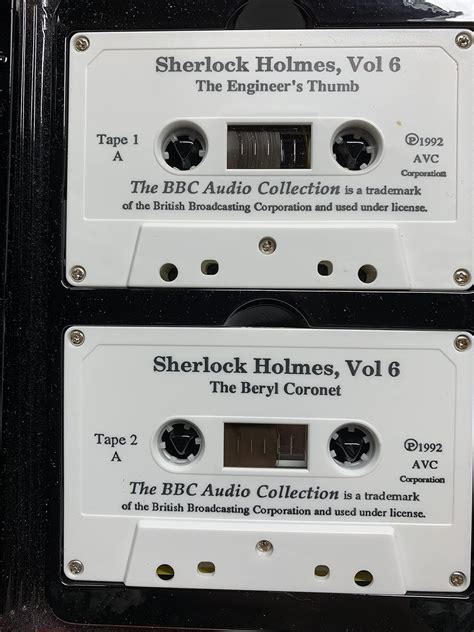 Sherlock Holmes, Vol 6
The Engineer's Thumb
Tape 1
A
℗1992
AVC
Corporation
The BBC Audio Collection is a trademark
of the British Broadcasting Corporation and used under license.
Sherlock Holmes, Vol 6
The Beryl Coronet
Tape 2
A
℗1992
AVC
Corporation
The BBC Audio Collection is a trademark
of the British Broadcasting Corporation and used under license.